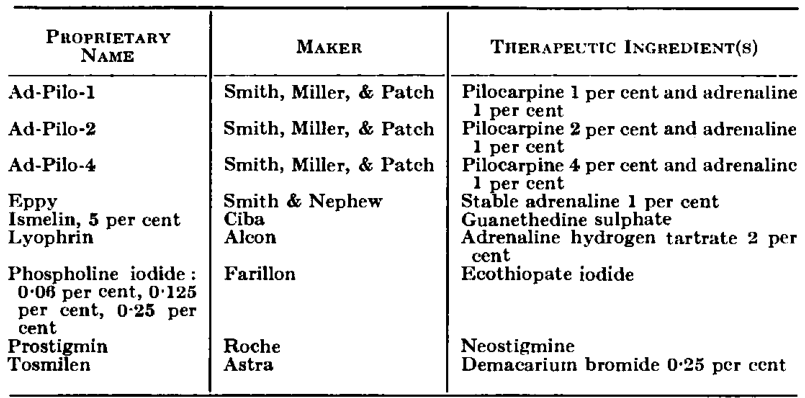 PROPRIETARY NAME MAKER THERAPEUTIC INGREDIENT(S)
Ad-Pilo-1 Smith, Miller, & Patch Pilocarpine 1 per cent and adrenaline
1 per cent
Ad-Pilo-2 Smith, Miller, & Patch Pilocarpine 2 per cent and adrenaline
1 per cent
Ad-Pilo-4 Smith, Miller, & Patch Pilocarpine 4 per cent and adrenaline
1 per cent
Eppy Smith & Nephew Stable adrenaline 1 per cent
Ismelin, 5 per cent Ciba Guanethedine sulphate
Lyophrin Alcon Adrenaline hydrogen tartrate 2 per
cent
Phospholine iodide : Farillon Ecothiopate iodide
0·06 per cent, 0·125
per cent, 0·25 per
cent
Prostigmin Roche Neostigmine
Tosmilen Astra Demacarium bromide 0·25 per cent